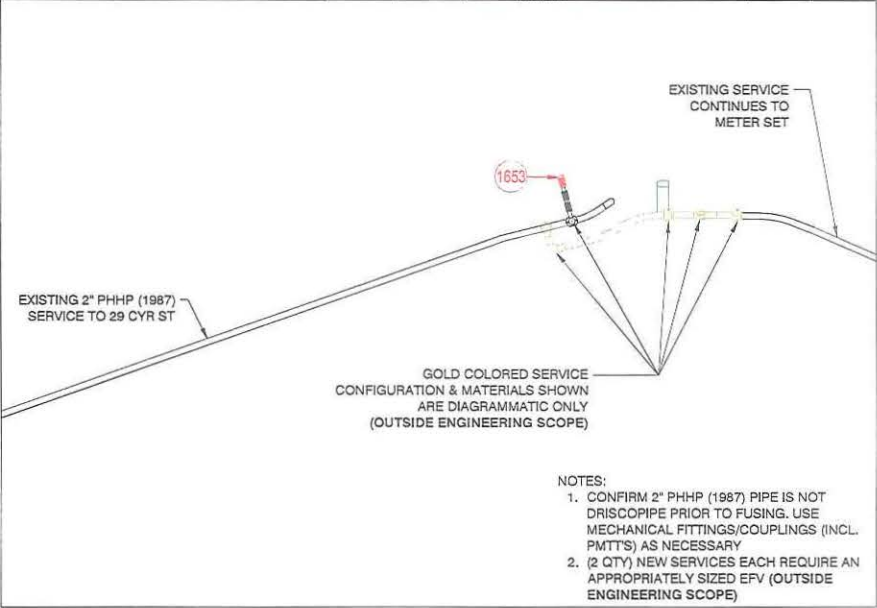 EXISTING SERVICE
CONTINUES TO
METER SET
1653
EXISTING 2" PHHP (1987)
SERVICE TO 29 CYR ST
GOLD COLORED SERVICE
CONFIGURATION & MATERIALS SHOWN
ARE DIAGRAMMATIC ONLY
(OUTSIDE ENGINEERING SCOPE)
NOTES:
1. CONFIRM 2" PHHP (1987) PIPE IS NOT
DRISCOPIPE PRIOR TO FUSING. USE
MECHANICAL FITTINGS/COUPLINGS (INCL.
PMTT'S) AS NECESSARY
2. (2 QTY) NEW SERVICES EACH REQUIRE AN
APPROPRIATELY SIZED EFV (OUTSIDE
ENGINEERING SCOPE)